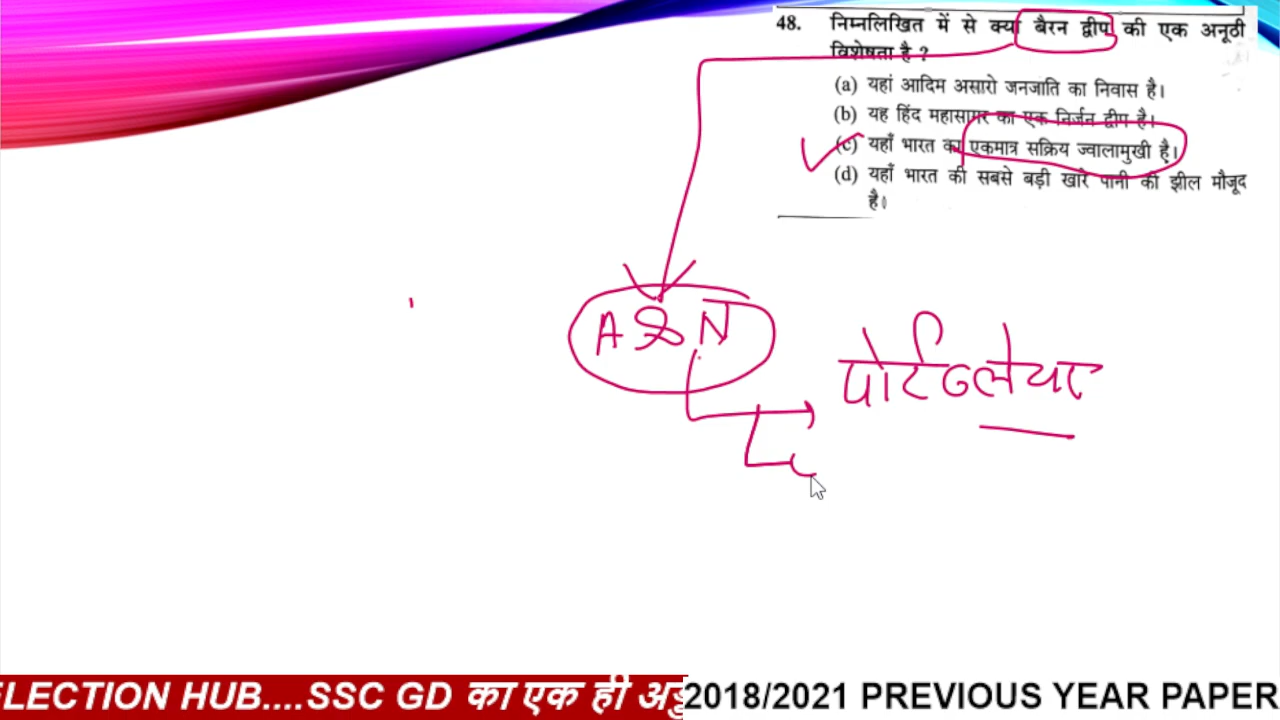 48. निम्नलिखित में से क्या बैरन द्वीप की एक अनूठी
विशेषता है ?
(a) यहां आदिम असारो जनजाति का निवास है।
(b) यह हिंद महासागर का एक निर्जन द्वीप है।
(c) यहाँ भारत का एकमात्र सक्रिय ज्वालामुखी है।
(d) यहाँ भारत की सबसे बड़ी खारे पानी की झील मौजूद
है।
A & N
पोर्टब्लेयर
ELECTION HUB....SSC GD का एक ही
2018/2021 PREVIOUS YEAR PAPER